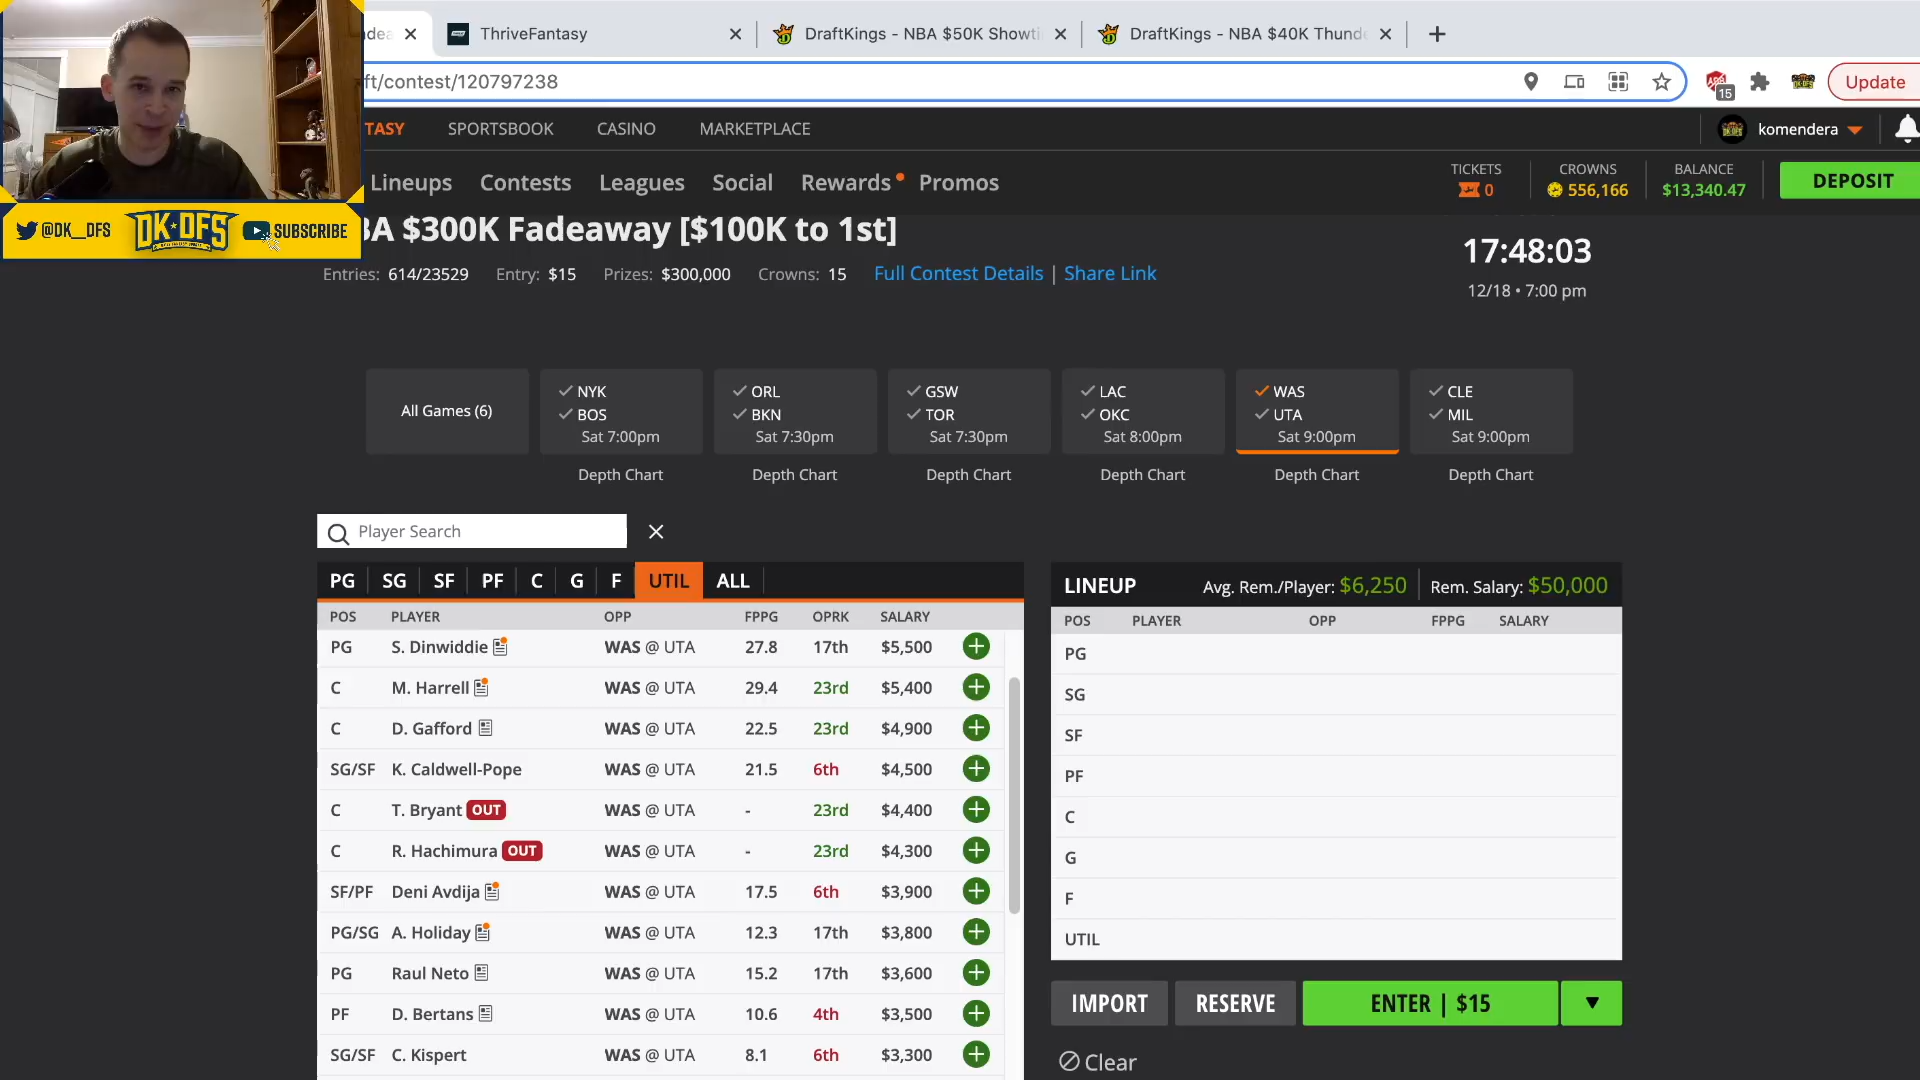 dea
ThriveFantasy
DraftKings - NBA $50K Showti
DraftKings - NBA $40K Thunde
ft/contest/120797238
15
Update
TASY
SPORTSBOOK
CASINO
MARKETPLACE
komendera
Lineups
Contests
Leagues
Social
Rewards
Promos
TICKETS
0
CROWNS
556,166
BALANCE
$13,340.47
DEPOSIT
@DK__DFS
DK DFS
SUBSCRIBE
BA $300K Fadeaway [$100K to 1st]
Entries: 614/23529
Entry: $15
Prizes: $300,000
Crowns: 15
Full Contest Details | Share Link
17:48:03
12/18 • 7:00 pm
All Games (6)
NYK
BOS
Sat 7:00pm
ORL
BKN
Sat 7:30pm
GSW
TOR
Sat 7:30pm
LAC
OKC
Sat 8:00pm
WAS
UTA
Sat 9:00pm
CLE
MIL
Sat 9:00pm
Depth Chart
Depth Chart
Depth Chart
Depth Chart
Depth Chart
Depth Chart
Player Search
PG SG SF PF C G F UTIL ALL
POS PLAYER OPP FPPG OPRK SALARY
PG S. Dinwiddie WAS @ UTA 27.8 17th $5,500
C M. Harrell WAS @ UTA 29.4 23rd $5,400
C D. Gafford WAS @ UTA 22.5 23rd $4,900
SG/SF K. Caldwell-Pope WAS @ UTA 21.5 6th $4,500
C T. Bryant OUT WAS @ UTA - 23rd $4,400
C R. Hachimura OUT WAS @ UTA - 23rd $4,300
SF/PF Deni Avdija WAS @ UTA 17.5 6th $3,900
PG/SG A. Holiday WAS @ UTA 12.3 17th $3,800
PG Raul Neto WAS @ UTA 15.2 17th $3,600
PF D. Bertans WAS @ UTA 10.6 4th $3,500
SG/SF C. Kispert WAS @ UTA 8.1 6th $3,300
LINEUP Avg. Rem./Player: $6,250 Rem. Salary: $50,000
POS PLAYER OPP FPPG SALARY
PG
SG
SF
PF
C
G
F
UTIL
IMPORT
RESERVE
ENTER | $15
Clear